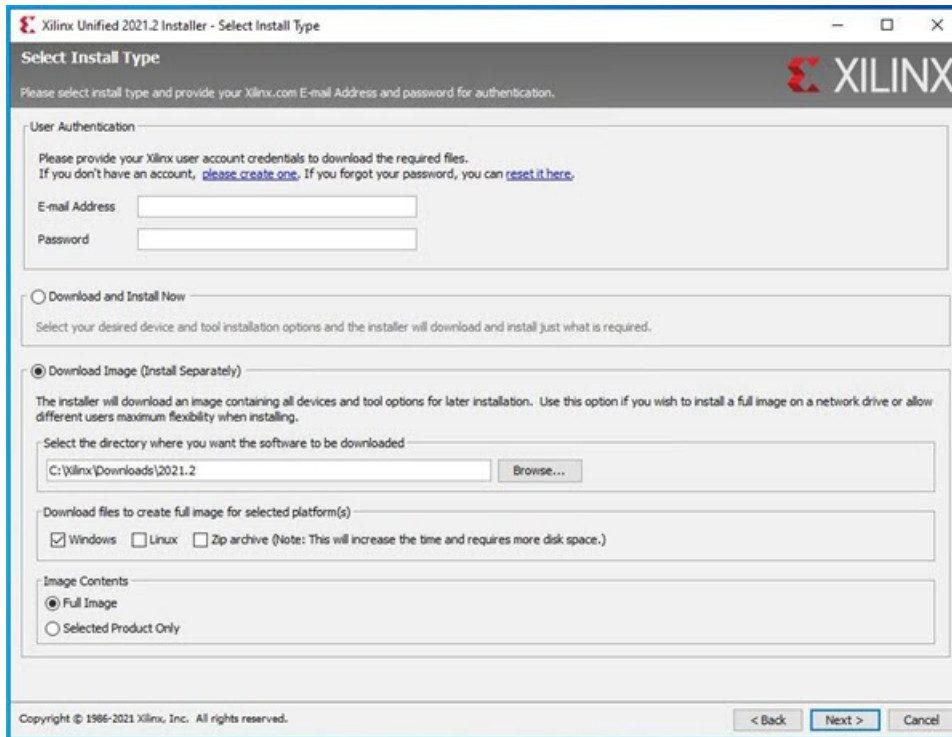 Xilinx Unified 2021.2 Installer - Select Install Type
Select Install Type
XILINX
Please select install type and provide your Xilinx.com E-mail Address and password for authentication.
User Authentication
Please provide your Xilinx user account credentials to download the required files.
If you don't have an account, please create one. If you forgot your password, you can reset it here.
E-mail Address
Password
Download and Install Now
Select your desired device and tool installation options and the installer will download and install just what is required.
Download Image (Install Separately)
The installer will download an image containing all devices and tool options for later installation. Use this option if you wish to install a full image on a network drive or allow
different users maximum flexibility when installing.
Select the directory where you want the software to be downloaded
C:\Xilinx\Downloads\2021.2
Browse...
Download files to create full image for selected platform(s)
Windows Linux Zip archive (Note: This will increase the time and requires more disk space.)
Image Contents
Full Image
Selected Product Only
Copyright © 1986-2021 Xilinx, Inc. All rights reserved.
< Back Next > Cancel